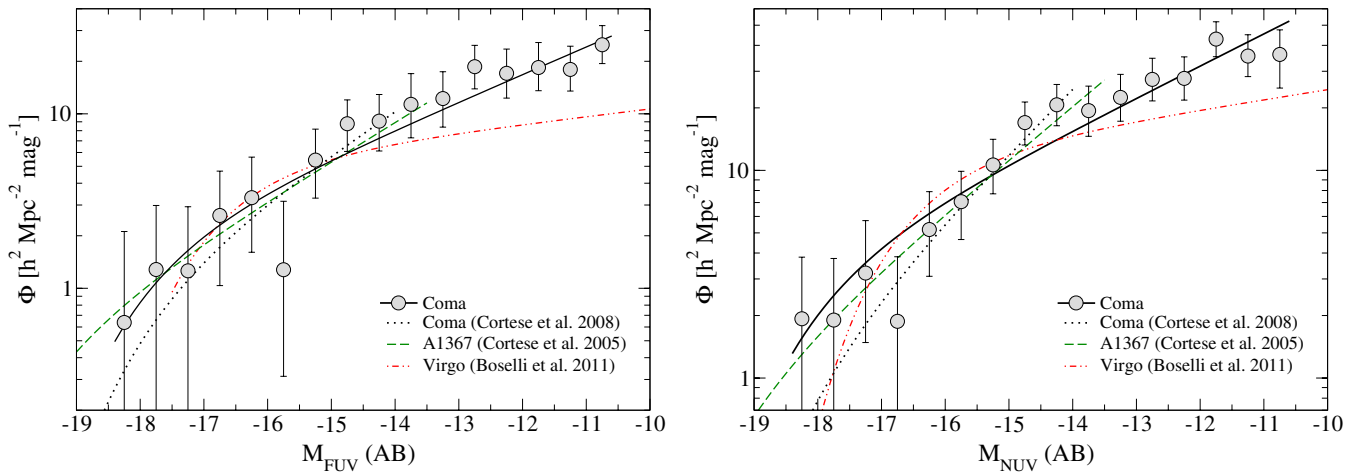 10
1
Φ [h² Mpc⁻² mag⁻¹]
-19 -18 -17 -16 -15 -14 -13 -12 -11 -10
M_FUV (AB)
Coma
Coma (Cortese et al. 2008)
A1367 (Cortese et al. 2005)
Virgo (Boselli et al. 2011)
10
1
Φ [h² Mpc⁻² mag⁻¹]
-19 -18 -17 -16 -15 -14 -13 -12 -11 -10
M_NUV (AB)
Coma
Coma (Cortese et al. 2008)
A1367 (Cortese et al. 2005)
Virgo (Boselli et al. 2011)